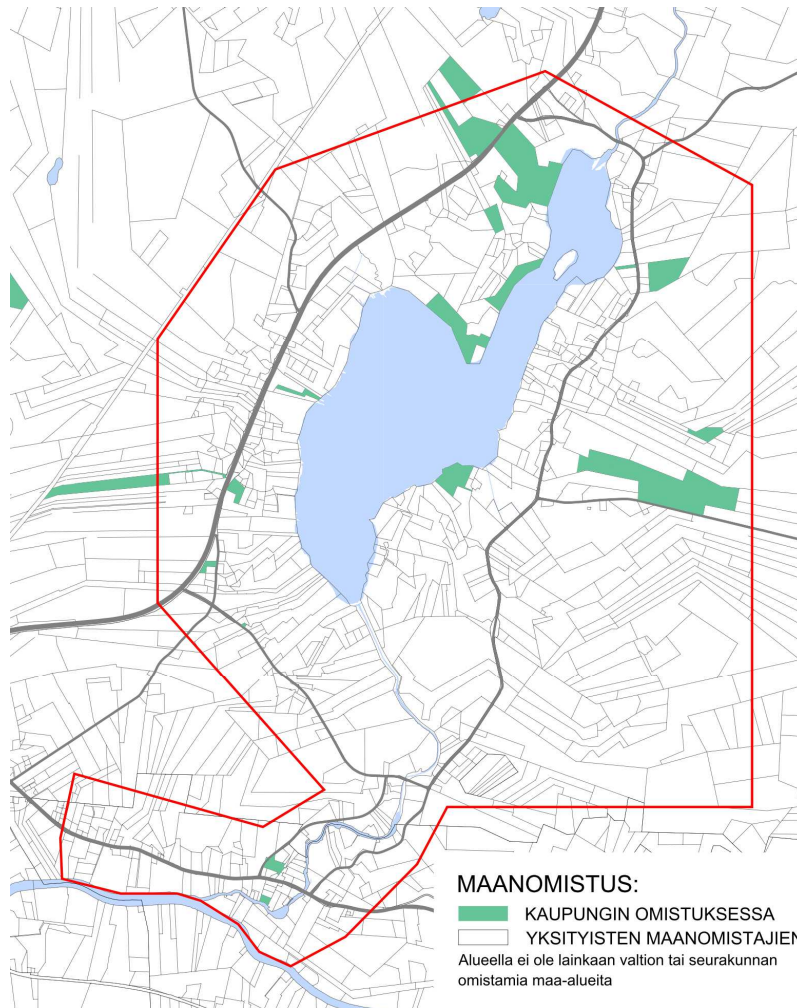 MAANOMISTUS:
KAUPUNGIN OMISTUKSESSA
YKSITYISTEN MAANOMISTAJIEN
Alueella ei ole lainkaan valtion tai seurakunnan
omistamia maa-alueita